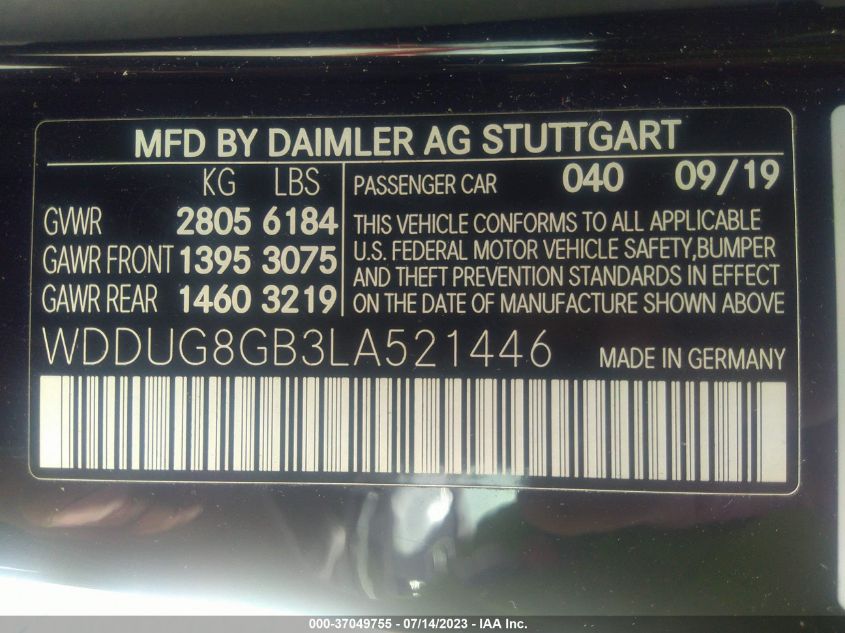 MFD BY DAIMLER AG STUTTGART
KG LBS
GVWR 2805 6184
GAWR FRONT 1395 3075
GAWR REAR 1460 3219
PASSENGER CAR 040 09/19
THIS VEHICLE CONFORMS TO ALL APPLICABLE
U.S. FEDERAL MOTOR VEHICLE SAFETY,BUMPER
AND THEFT PREVENTION STANDARDS IN EFFECT
ON THE DATE OF MANUFACTURE SHOWN ABOVE
WDDUG8GB3LA521446 MADE IN GERMANY
000-37049755 - 07/14/2023 - IAA Inc.